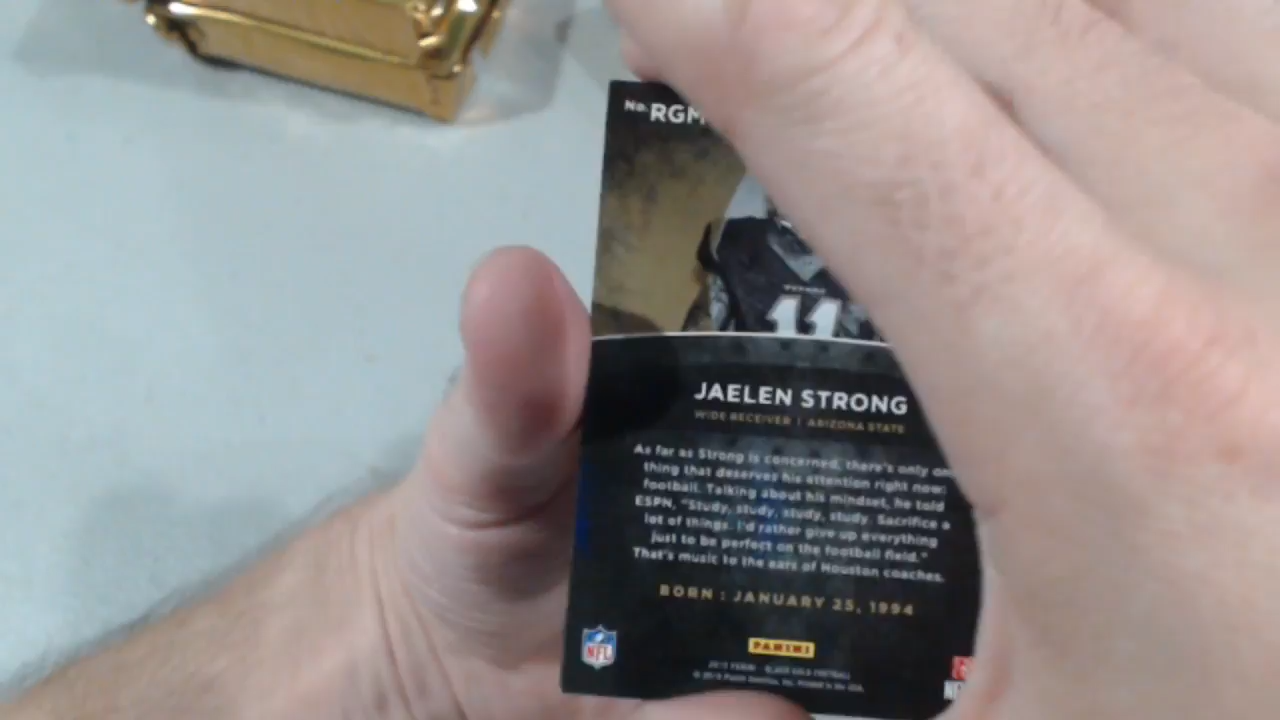 No. RGM
TEXANS
11
JAELEN STRONG
WIDE RECEIVER | ARIZONA STATE
As far as Strong is concerned, there's only
thing that deserves his attention right now:
football. Talking about his mindset, he told
ESPN, "Study, study, study, study. Sacrifice a
lot of things. I'd rather give up everything
just to be perfect on the football field."
That's music to the ears of Houston coaches.
BORN : JANUARY 25, 1994
NFL
PANINI